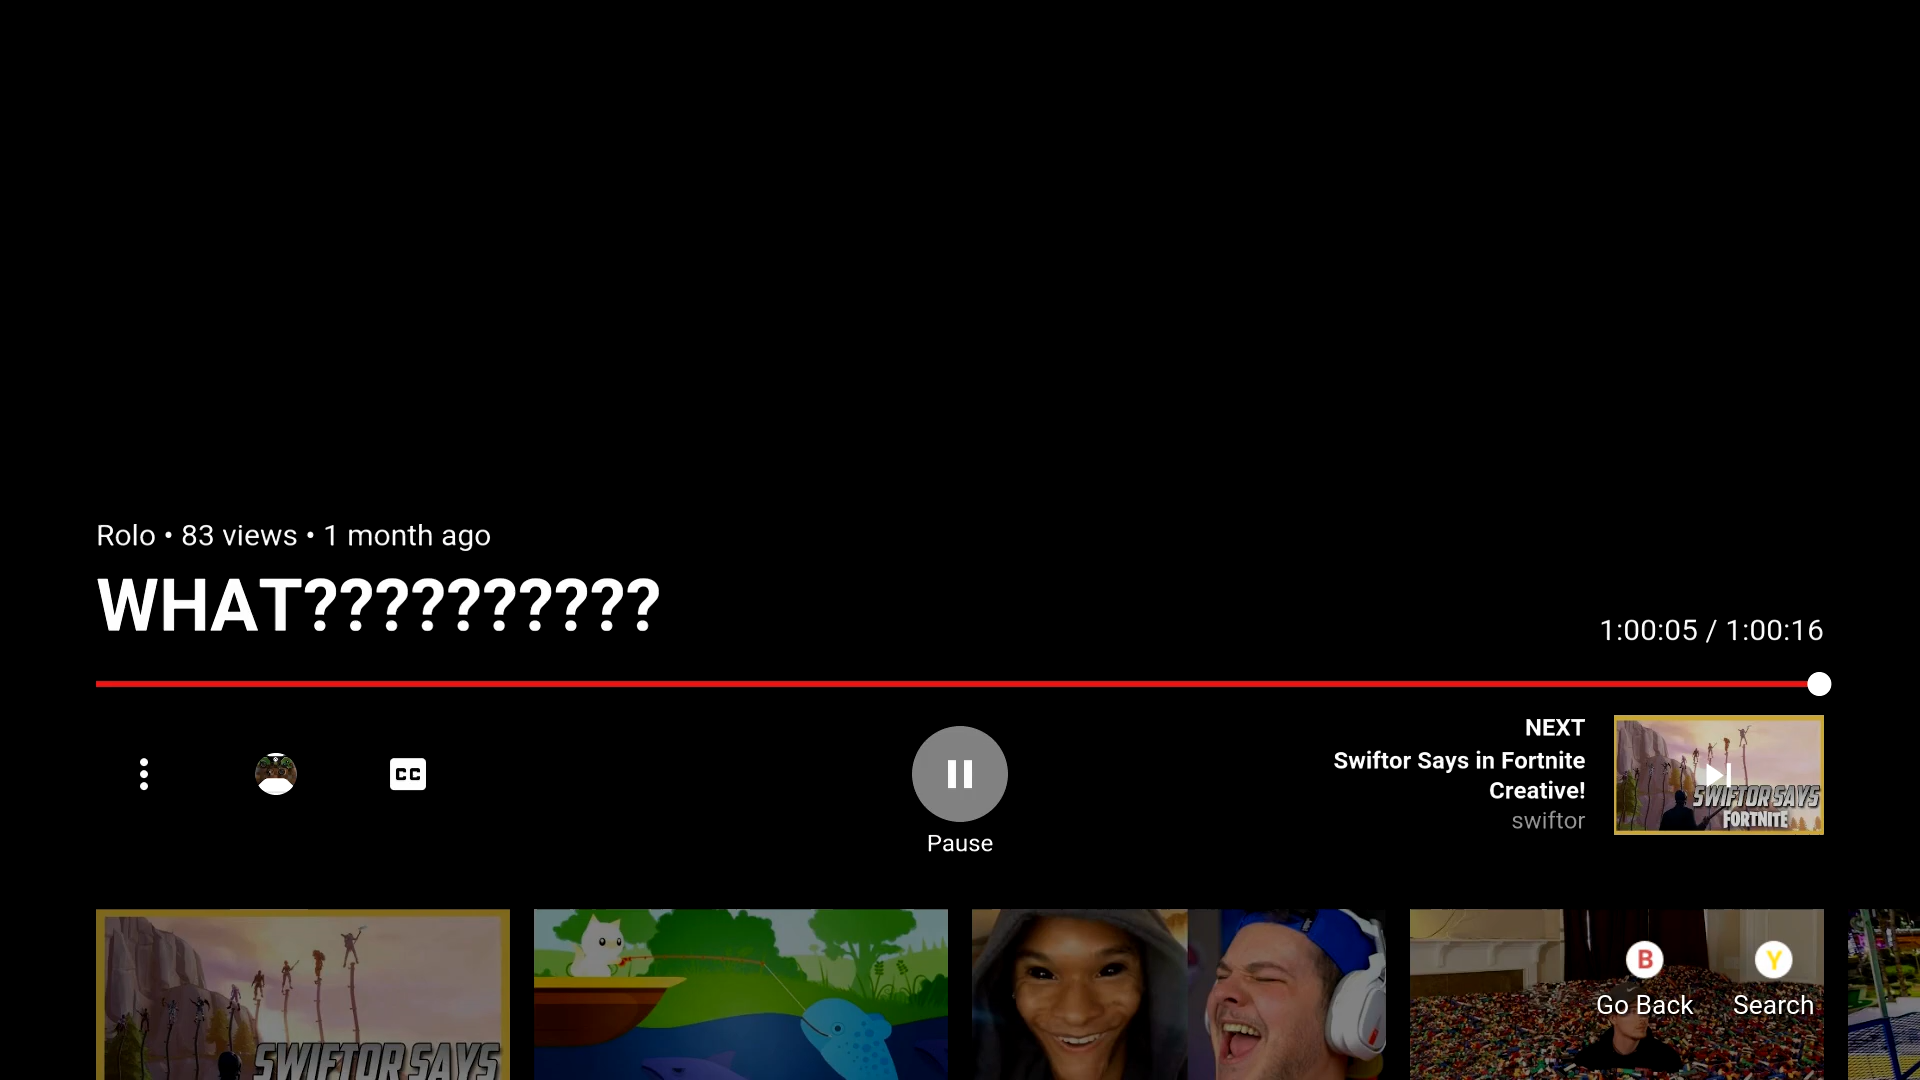 Rolo • 83 views • 1 month ago
WHAT??????????
1:00:05 / 1:00:16
CC
Pause
NEXT
Swiftor Says in Fortnite
Creative!
swiftor
SWIFTOR SAYS
FORTNITE
SWIFTOR SAYS
B
Go Back
Y
Search